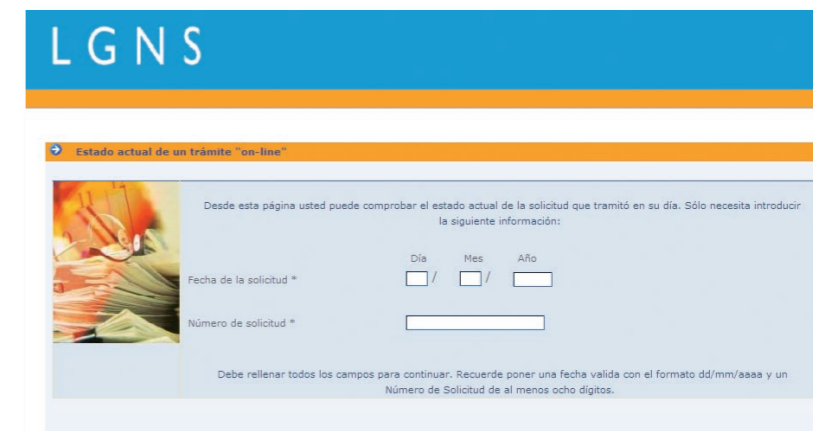 LGNS
Estado actual de un trámite "on-line"
Desde esta página usted puede comprobar el estado actual de la solicitud que tramitó en su día. Sólo necesita introducir
la siguiente información:
Día Mes Año
Fecha de la solicitud * / /
Número de solicitud *
Debe rellenar todos los campos para continuar. Recuerde poner una fecha valida con el formato dd/mm/aaaa y un
Número de Solicitud de al menos ocho dígitos.